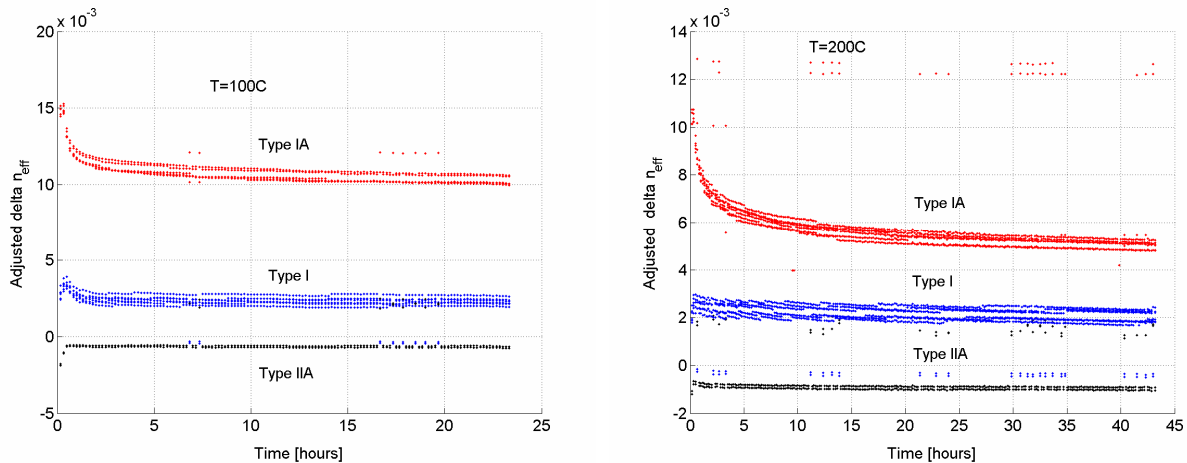 x 10⁻³
20
15
10
5
0
-5
0 5 10 15 20 25
Time [hours]
Adjusted delta n_eff
T=100C
Type IA
Type I
Type IIA
x 10⁻³
14
12
10
8
6
4
2
0
-2
0 5 10 15 20 25 30 35 40 45
Time [hours]
Adjusted delta n_eff
T=200C
Type IA
Type I
Type IIA